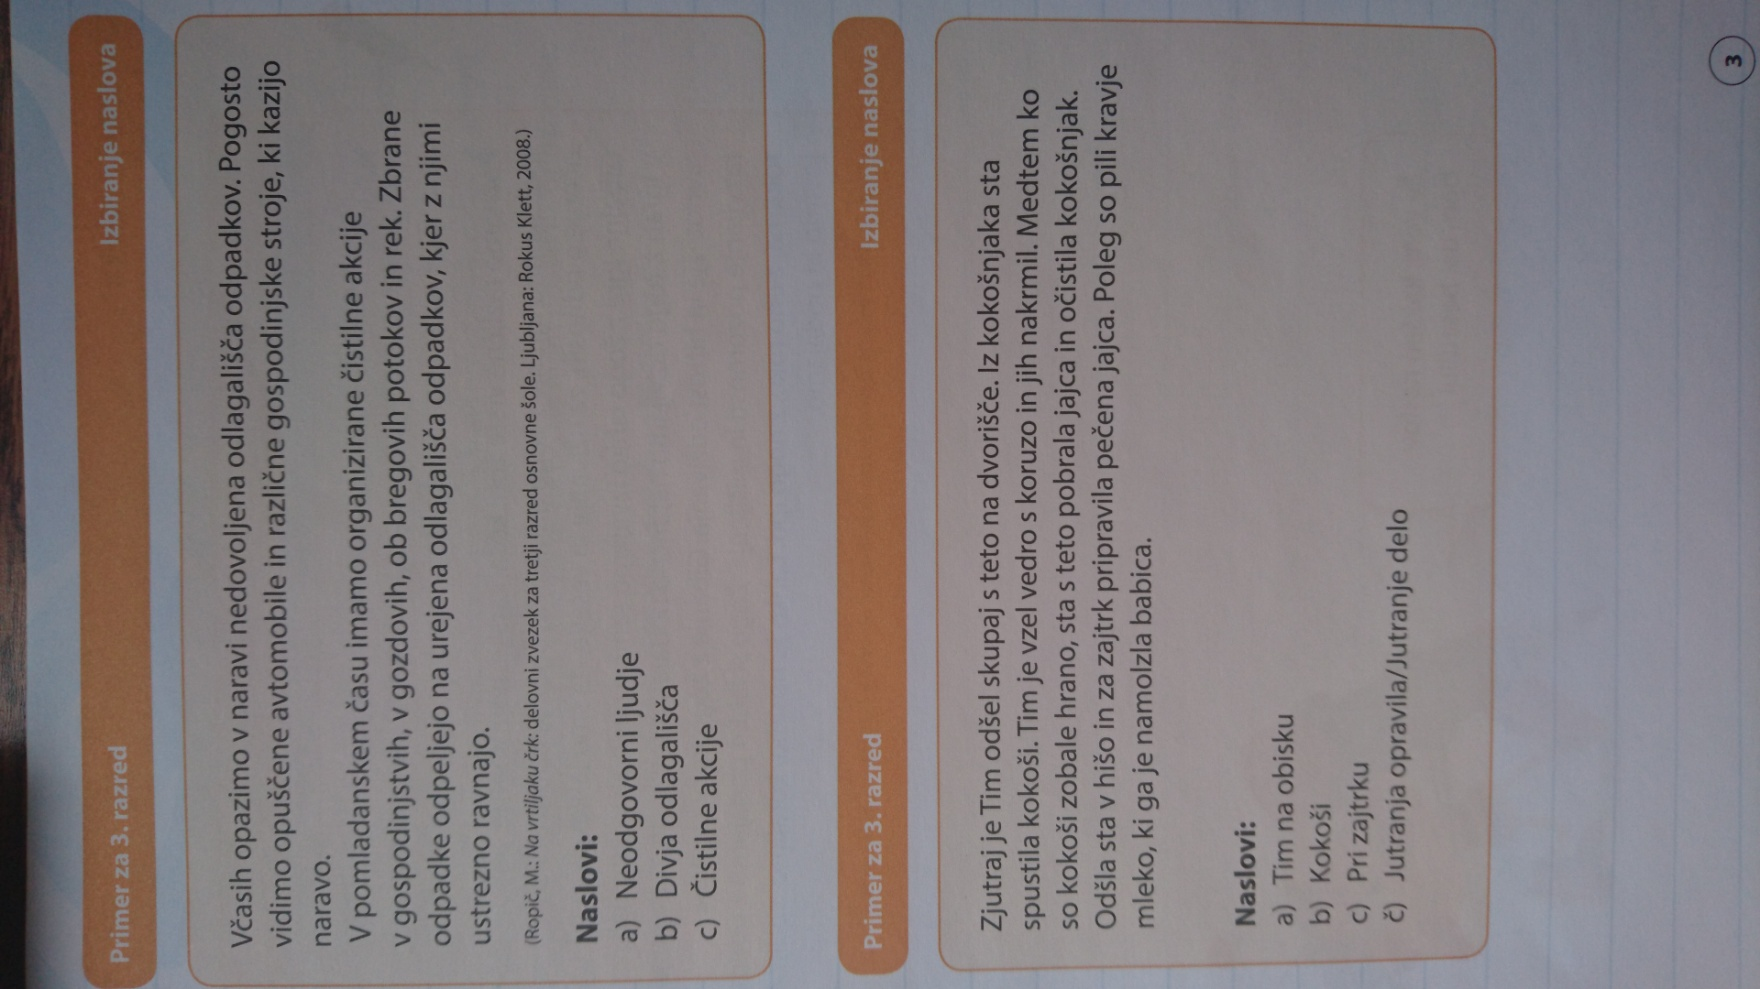 Primer za 3. razred Izbiranje naslova
Včasih opazimo v naravi nedovoljena odlagališča odpadkov. Pogosto
vidimo opuščene avtomobile in različne gospodinjske stroje, ki kazijo
naravo.
V pomladanskem času imamo organizirane čistilne akcije
v gospodinjstvih, v gozdovih, ob bregovih potokov in rek. Zbrane
odpadke odpeljejo na urejena odlagališča odpadkov, kjer z njimi
ustrezno ravnajo.
(Ropič, M.: Na vrtiljaku črk: delovni zvezek za tretji razred osnovne šole. Ljubljana: Rokus Klett, 2008.)
Naslovi:
a) Neodgovorni ljudje
b) Divja odlagališča
c) Čistilne akcije
Primer za 3. razred Izbiranje naslova
Zjutraj je Tim odšel skupaj s teto na dvorišče. Iz kokošnjaka sta
spustila kokoši. Tim je vzel vedro s koruzo in jih nakrmil. Medtem ko
so kokoši zobale hrano, sta s teto pobrala jajca in očistila kokošnjak.
Odšla sta v hišo in za zajtrk pripravila pečena jajca. Poleg so pili kravje
mleko, ki ga je namolzla babica.
Naslovi:
a) Tim na obisku
b) Kokoši
c) Pri zajtrku
č) Jutranja opravila/Jutranje delo
3